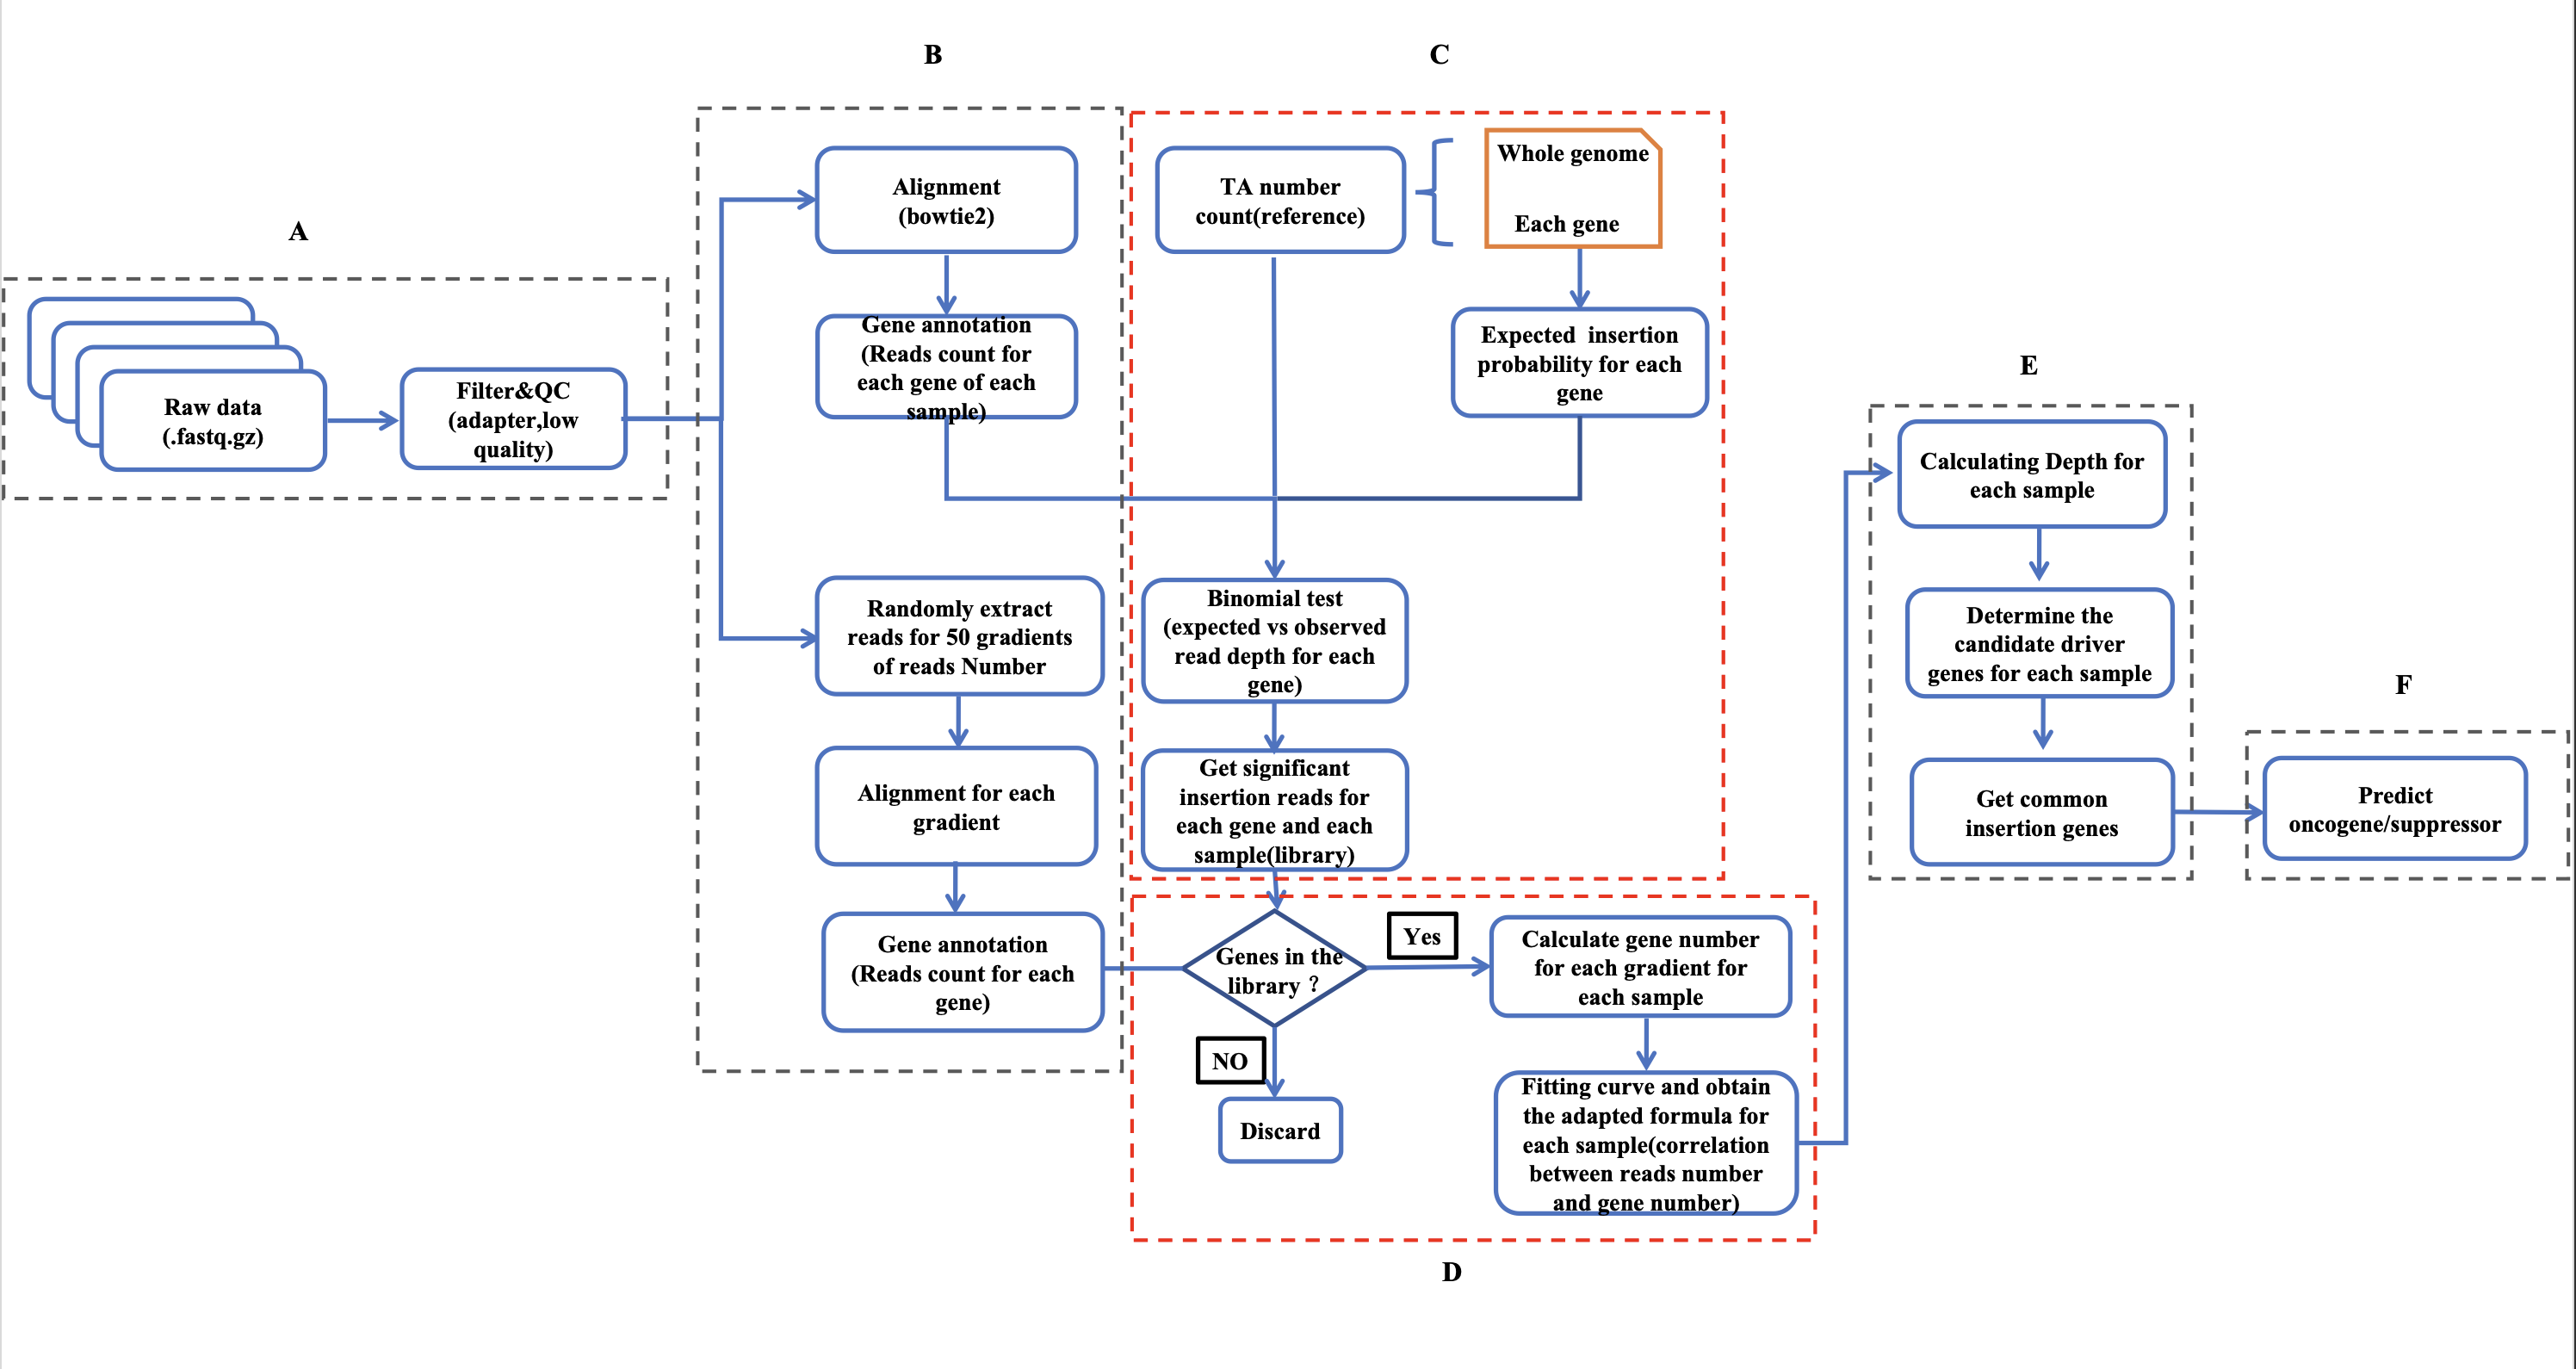 A
Raw data
(.fastq.gz)
Filter&QC
(adapter,low
quality)
B
Alignment
(bowtie2)
Gene annotation
(Reads count for
each gene of each
sample)
Randomly extract
reads for 50 gradients
of reads Number
Alignment for each
gradient
Gene annotation
(Reads count for each
gene)
C
TA number
count(reference)
Whole genome
Each gene
Expected insertion
probability for each
gene
Binomial test
(expected vs observed
read depth for each
gene)
Get significant
insertion reads for
each gene and each
sample(library)
Genes in the
library？
Yes
NO
Discard
Calculate gene number
for each gradient for
each sample
Fitting curve and obtain
the adapted formula for
each sample(correlation
between reads number
and gene number)
D
E
Calculating Depth for
each sample
Determine the
candidate driver
genes for each sample
Get common
insertion genes
F
Predict
oncogene/suppressor